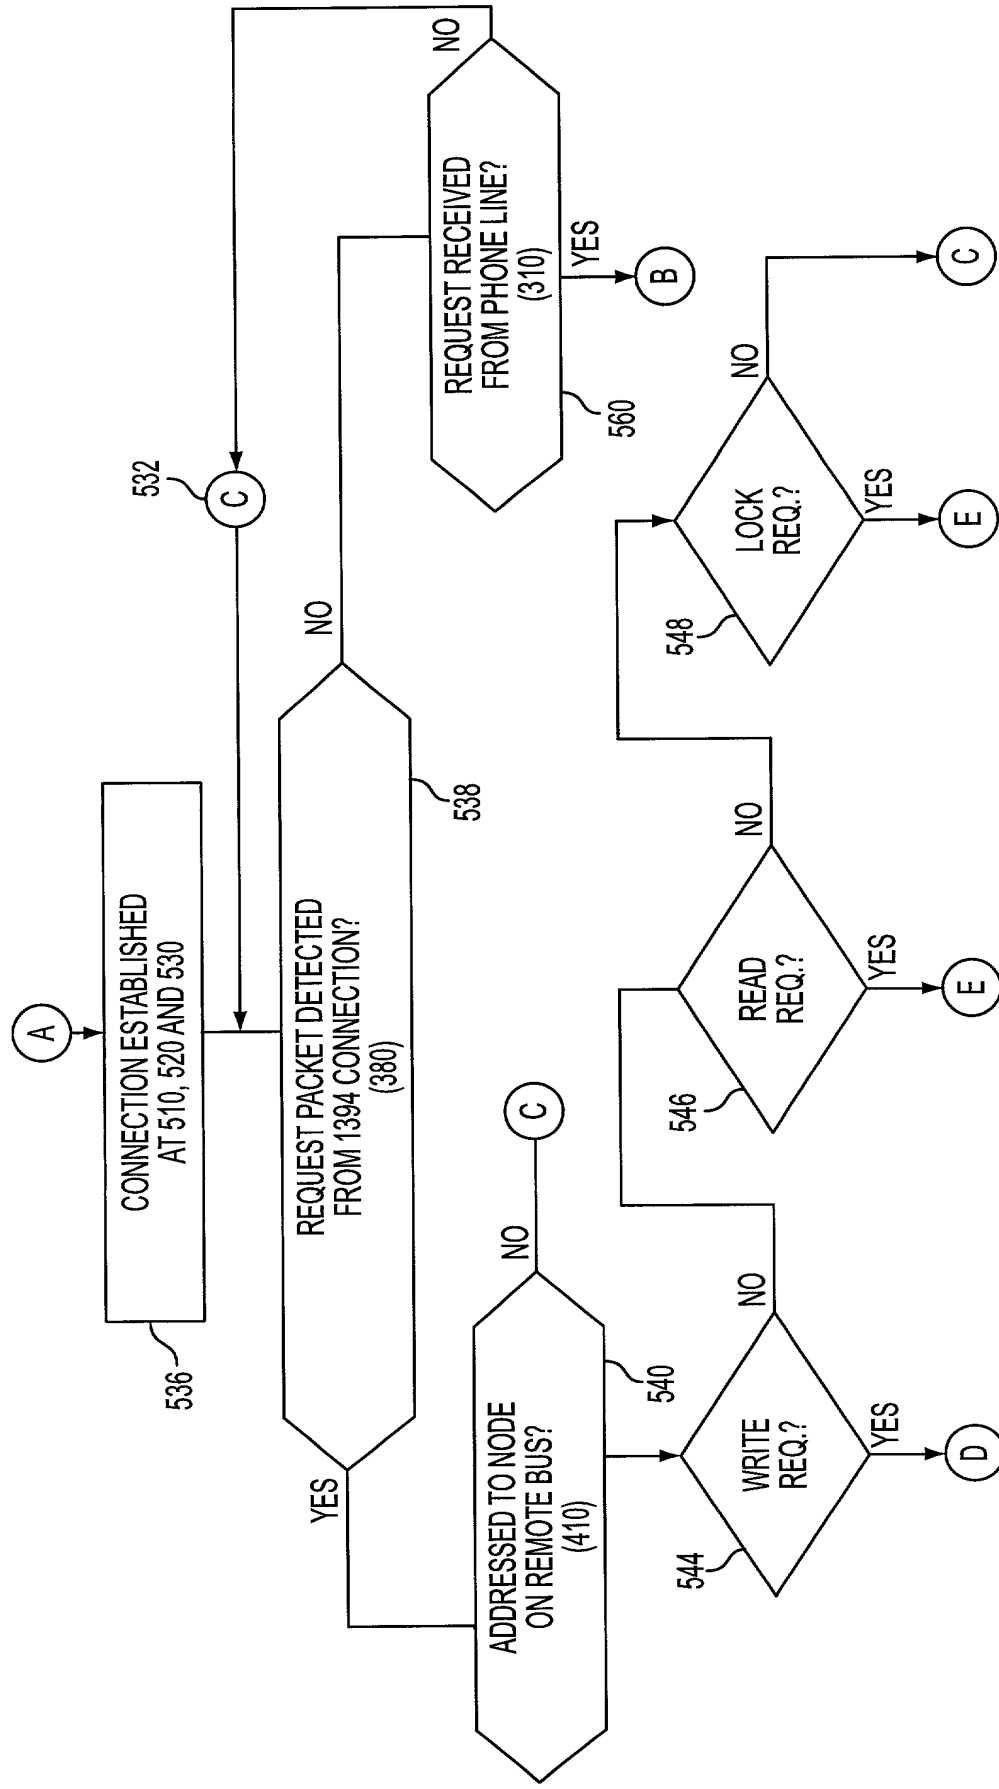 A
CONNECTION ESTABLISHED
AT 510, 520 AND 530
536
532
C
REQUEST PACKET DETECTED
FROM 1394 CONNECTION?
(380)
538
YES
NO
NO
REQUEST RECEIVED
FROM PHONE LINE?
(310)
560
YES
B
ADDRESSED TO NODE
ON REMOTE BUS?
(410)
540
NO
C
WRITE
REQ.?
544
NO
YES
D
READ
REQ.?
546
NO
YES
E
LOCK
REQ.?
548
NO
YES
E
C